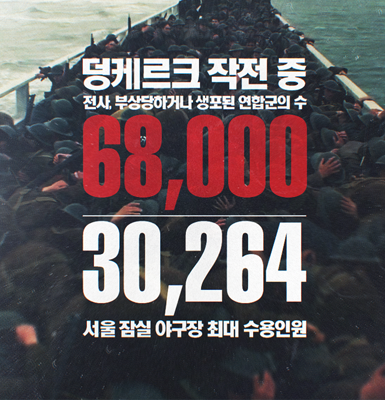 덩케르크 작전 중
전사, 부상당하거나 생포된 연합군의 수
68,000
30,264
서울 잠실 야구장 최대 수용인원